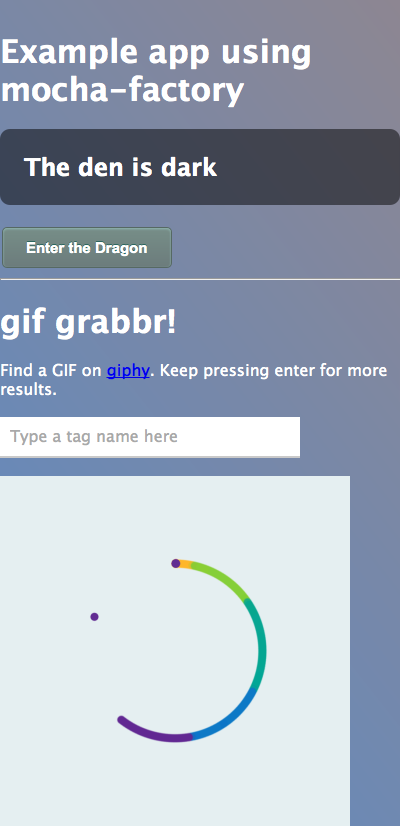 Example app using
mocha-factory
The den is dark
Enter the Dragon
gif grabbr!
Find a GIF on giphy. Keep pressing enter for more
results.
Type a tag name here